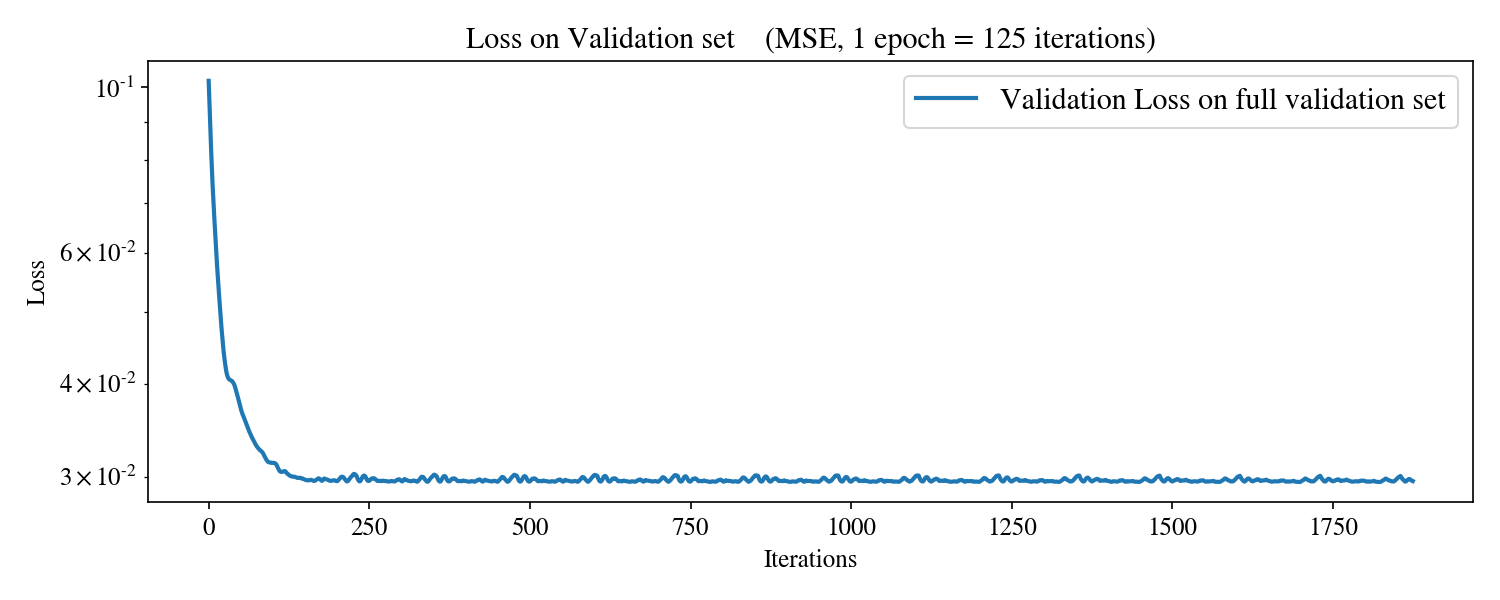 Loss on Validation set (MSE, 1 epoch = 125 iterations)
Validation Loss on full validation set
Loss
10⁻¹
6×10⁻²
4×10⁻²
3×10⁻²
0 250 500 750 1000 1250 1500 1750
Iterations